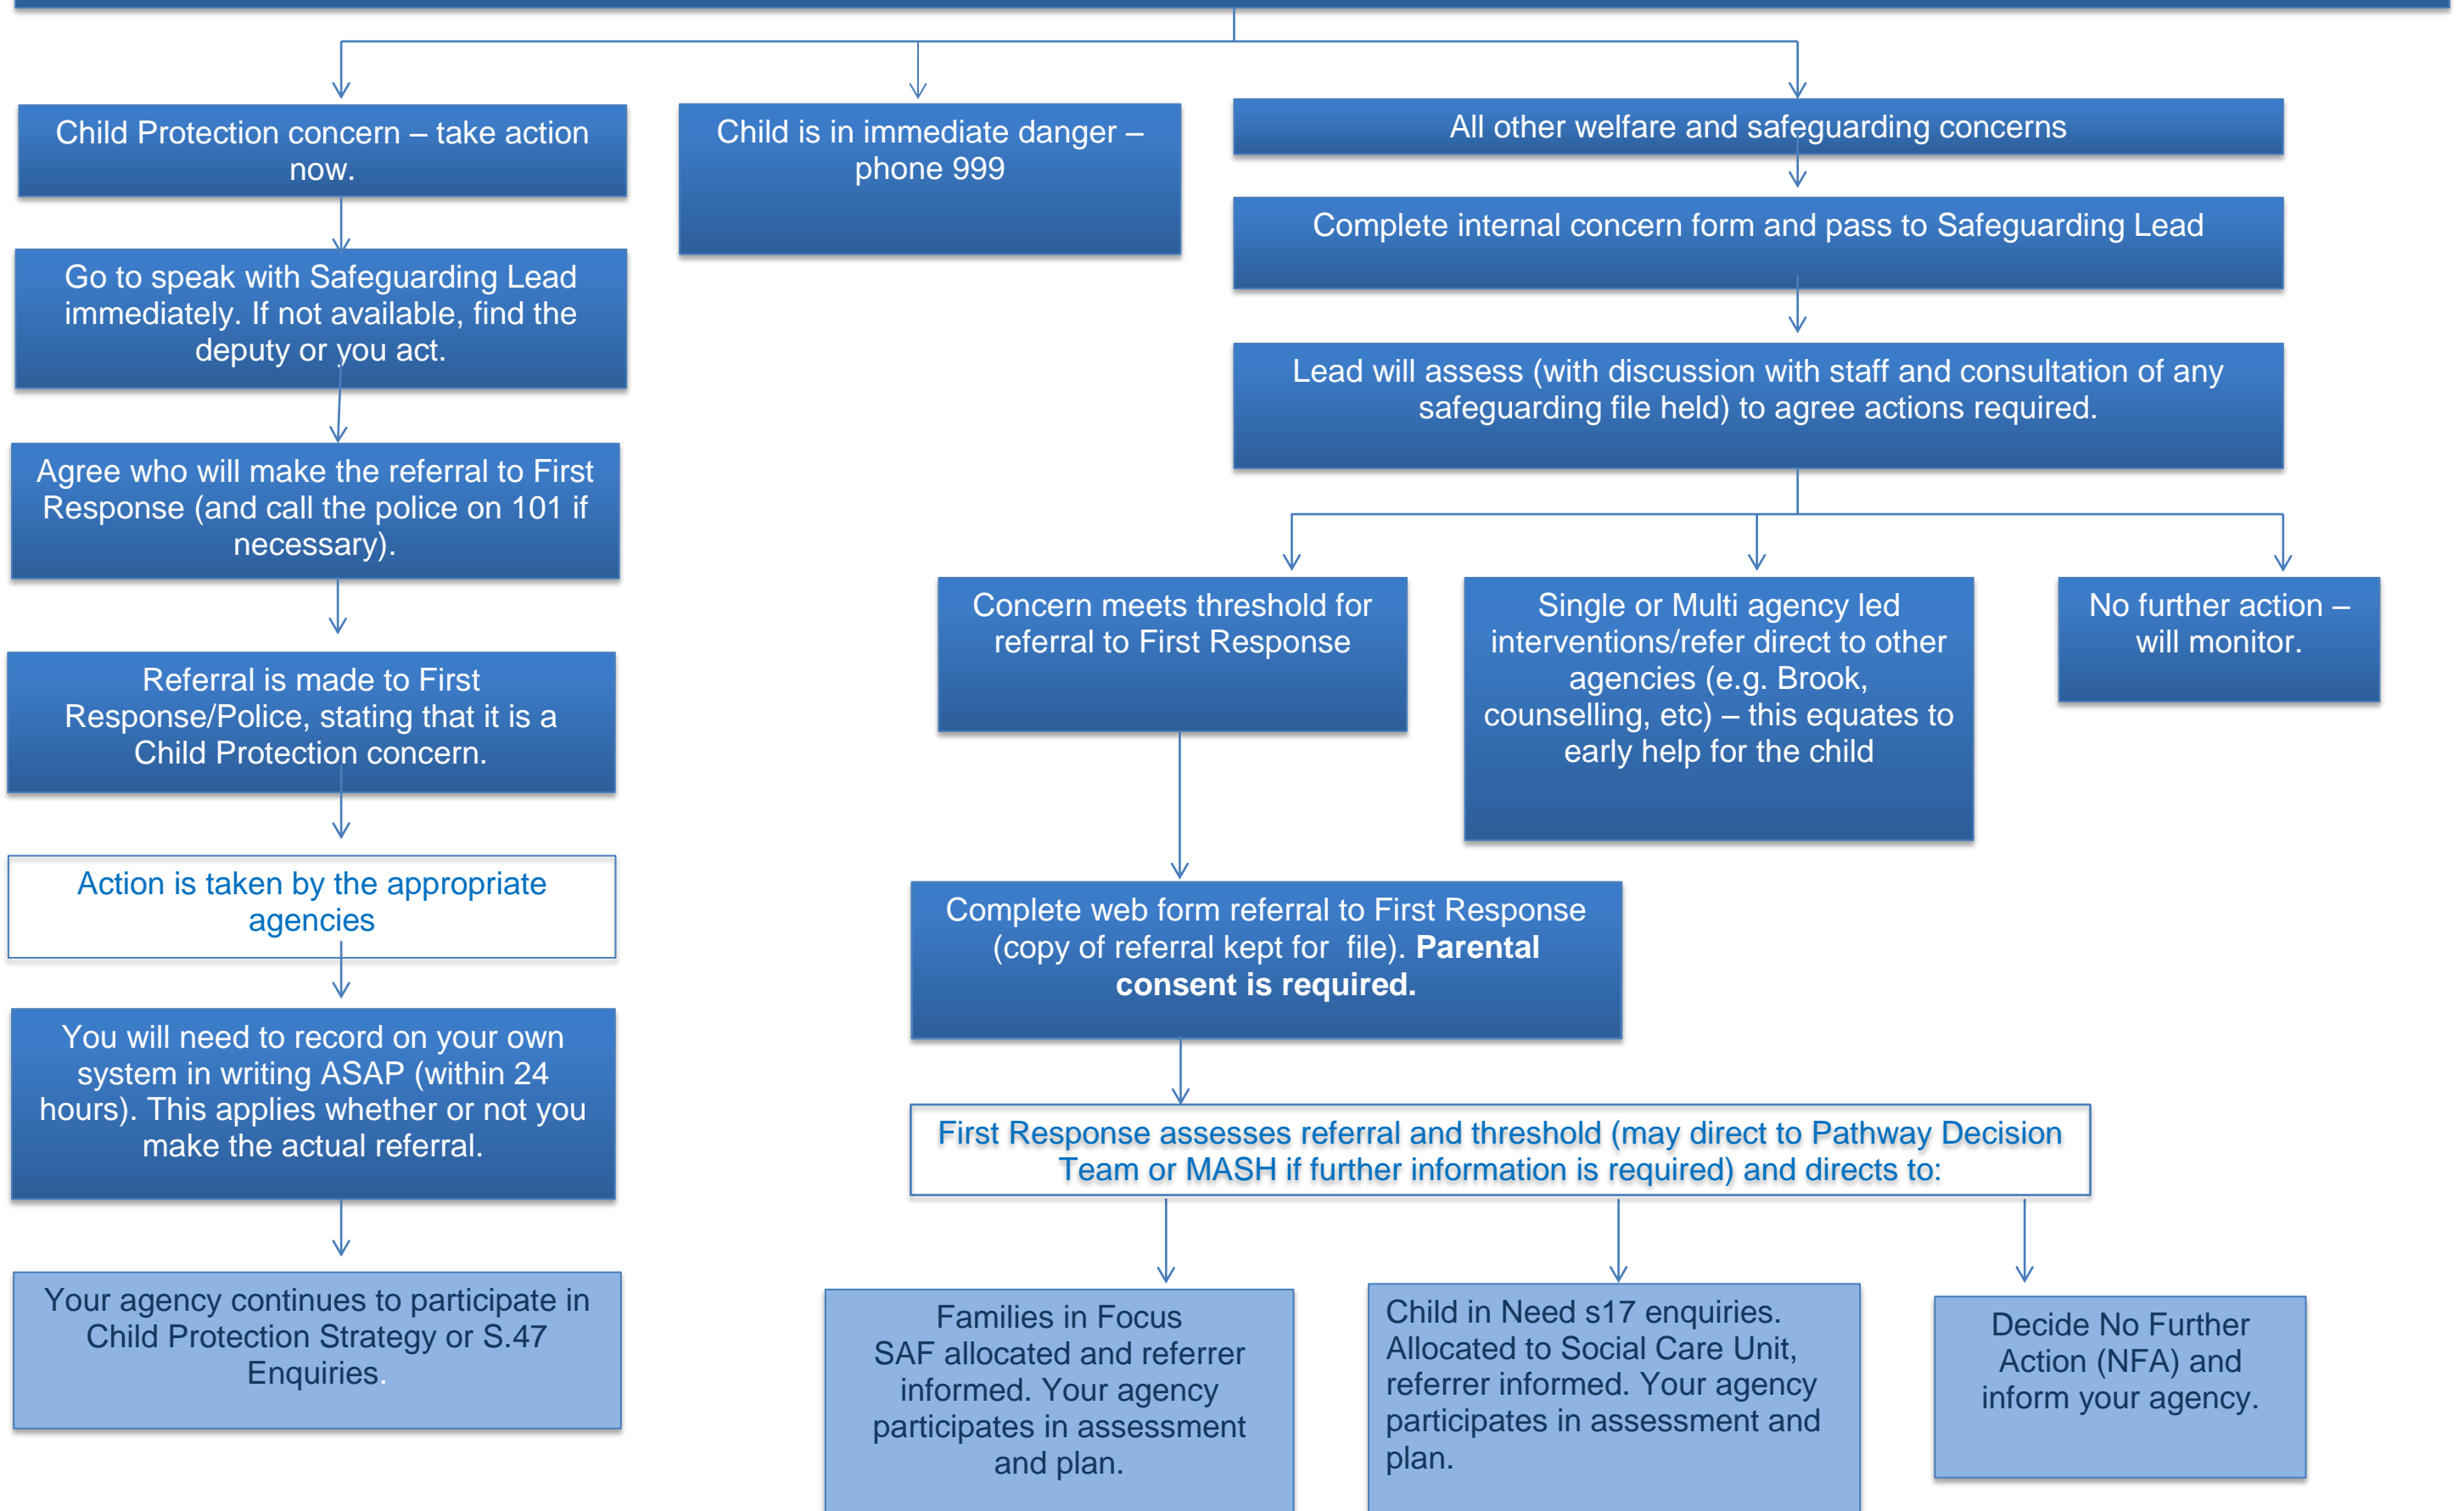 Child Protection concern – take action
now.
Child is in immediate danger –
phone 999
All other welfare and safeguarding concerns
Go to speak with Safeguarding Lead
immediately. If not available, find the
deputy or you act.
Complete internal concern form and pass to Safeguarding Lead
Lead will assess (with discussion with staff and consultation of any
safeguarding file held) to agree actions required.
Agree who will make the referral to First
Response (and call the police on 101 if
necessary).
Concern meets threshold for
referral to First Response
Single or Multi agency led
interventions/refer direct to other
agencies (e.g. Brook,
counselling, etc) – this equates to
early help for the child
No further action –
will monitor.
Referral is made to First
Response/Police, stating that it is a
Child Protection concern.
Action is taken by the appropriate
agencies
Complete web form referral to First Response
(copy of referral kept for  file). Parental
consent is required.
You will need to record on your own
system in writing ASAP (within 24
hours). This applies whether or not you
make the actual referral.
First Response assesses referral and threshold (may direct to Pathway Decision
Team or MASH if further information is required) and directs to:
Your agency continues to participate in
Child Protection Strategy or S.47
Enquiries.
Families in Focus
SAF allocated and referrer
informed. Your agency
participates in assessment
and plan.
Child in Need s17 enquiries.
Allocated to Social Care Unit,
referrer informed. Your agency
participates in assessment and
plan.
Decide No Further
Action (NFA) and
inform your agency.